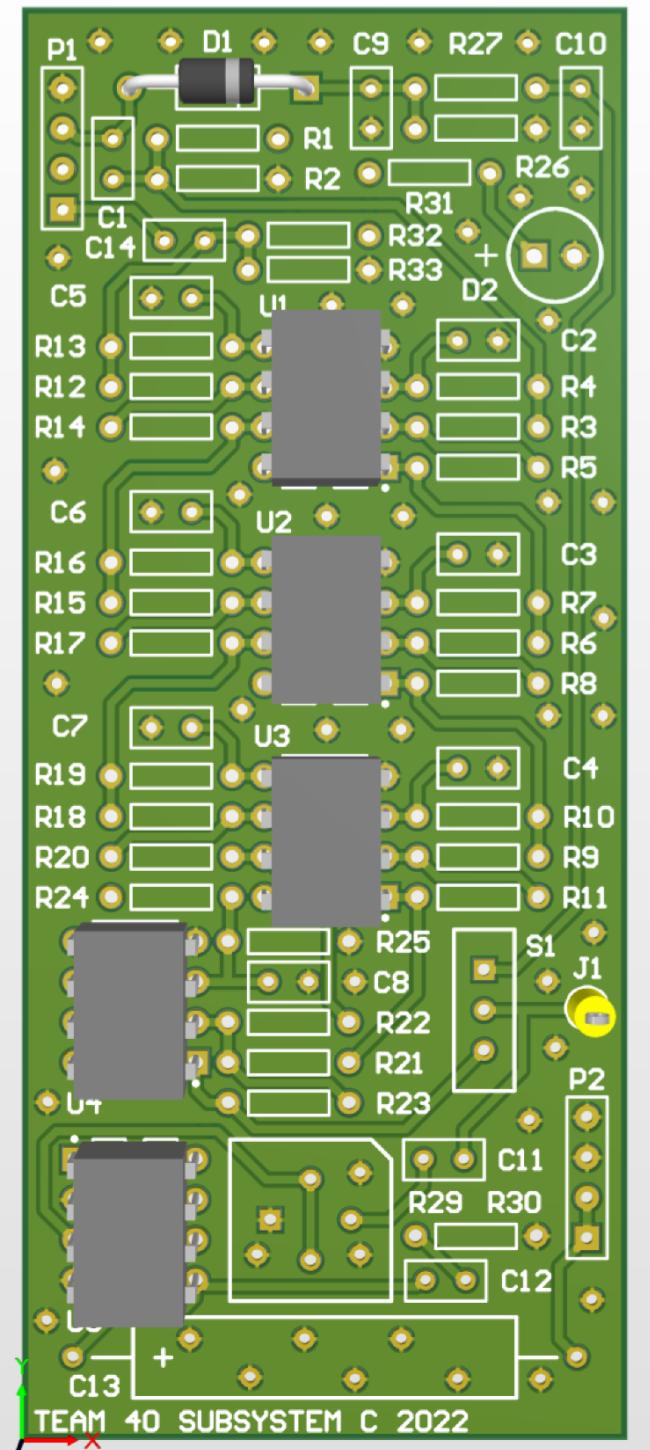 P1 D1 C9 R27 C10
R1
R2 R26
C1 R31
C14 R32
R33 D2
C5 U1
R13 C2
R12 R4
R14 R3
R5
C6 U2
R16 C3
R15 R7
R17 R6
R8
C7 U3
R19 C4
R18 R10
R20 R9
R24 R11
R25 S1
C8 J1
R22
R21 P2
U4 R23
C11
R29 R30
C12
C13
TEAM 40 SUBSYSTEM C 2022
Y
X